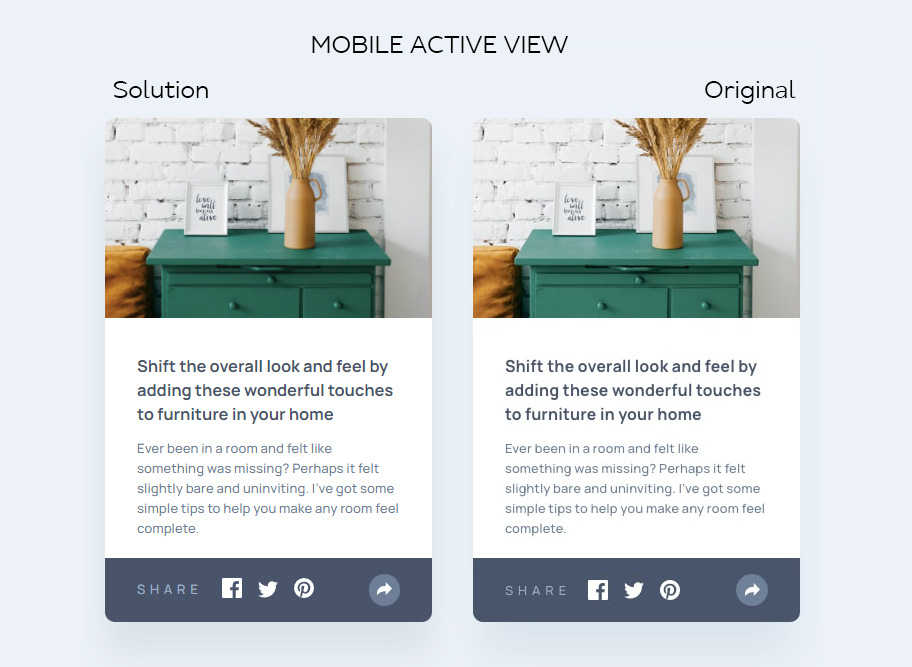 MOBILE ACTIVE VIEW
Solution
Original
love
will
keep us
alive
Shift the overall look and feel by
adding these wonderful touches
to furniture in your home
Ever been in a room and felt like
something was missing? Perhaps it felt
slightly bare and uninviting. I've got some
simple tips to help you make any room feel
complete.
SHARE
love
will
keep us
alive
Shift the overall look and feel by
adding these wonderful touches
to furniture in your home
Ever been in a room and felt like
something was missing? Perhaps it felt
slightly bare and uninviting. I've got some
simple tips to help you make any room feel
complete.
SHARE